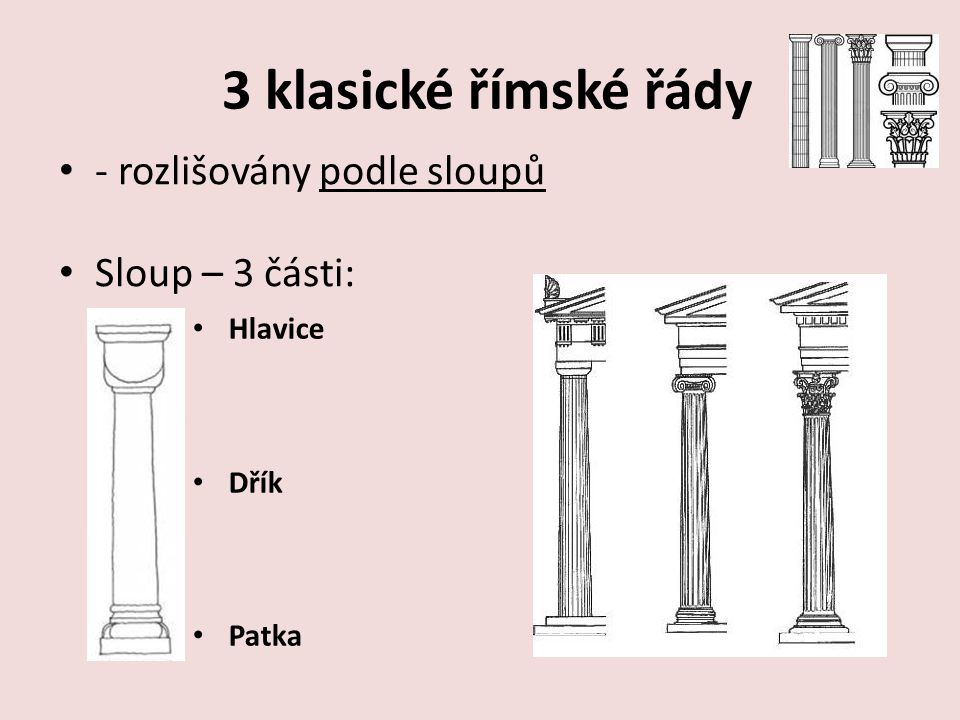 3 klasické římské řády
• - rozlišovány podle sloupů
• Sloup – 3 části:
• Hlavice
• Dřík
• Patka